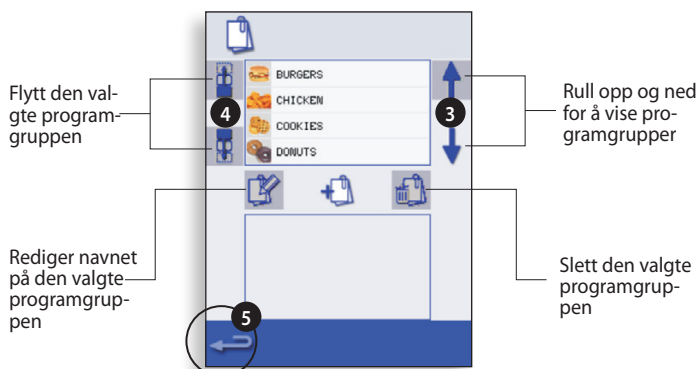 Flytt den val-
gte program-
gruppen
4
BURGERS
CHICKEN
COOKIES
DONUTS
3
Rull opp og ned
for å vise pro-
gramgrupper
Rediger navnet
på den valgte
programgrup-
pen
Slett den valgte
programgrup-
pen
5